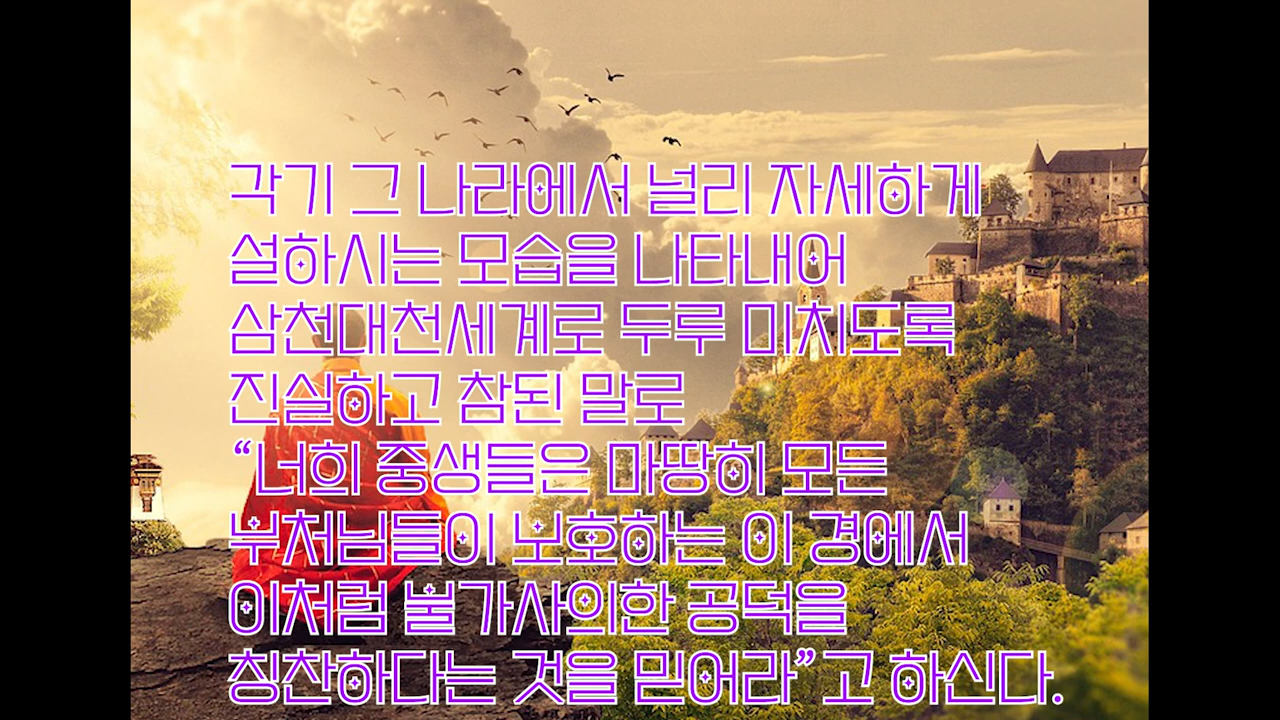 각기 그 나라에서 널리 자세하게
설하시는 모습을 나타내어
삼천대천세계로 두루 미치도록
진실하고 참된 말로
“너희 중생들은 마땅히 모든
부처님들이 보호하는 이 경에서
이처럼 불가사의한 공덕을
칭찬하다는 것을 믿어라”고 하신다.